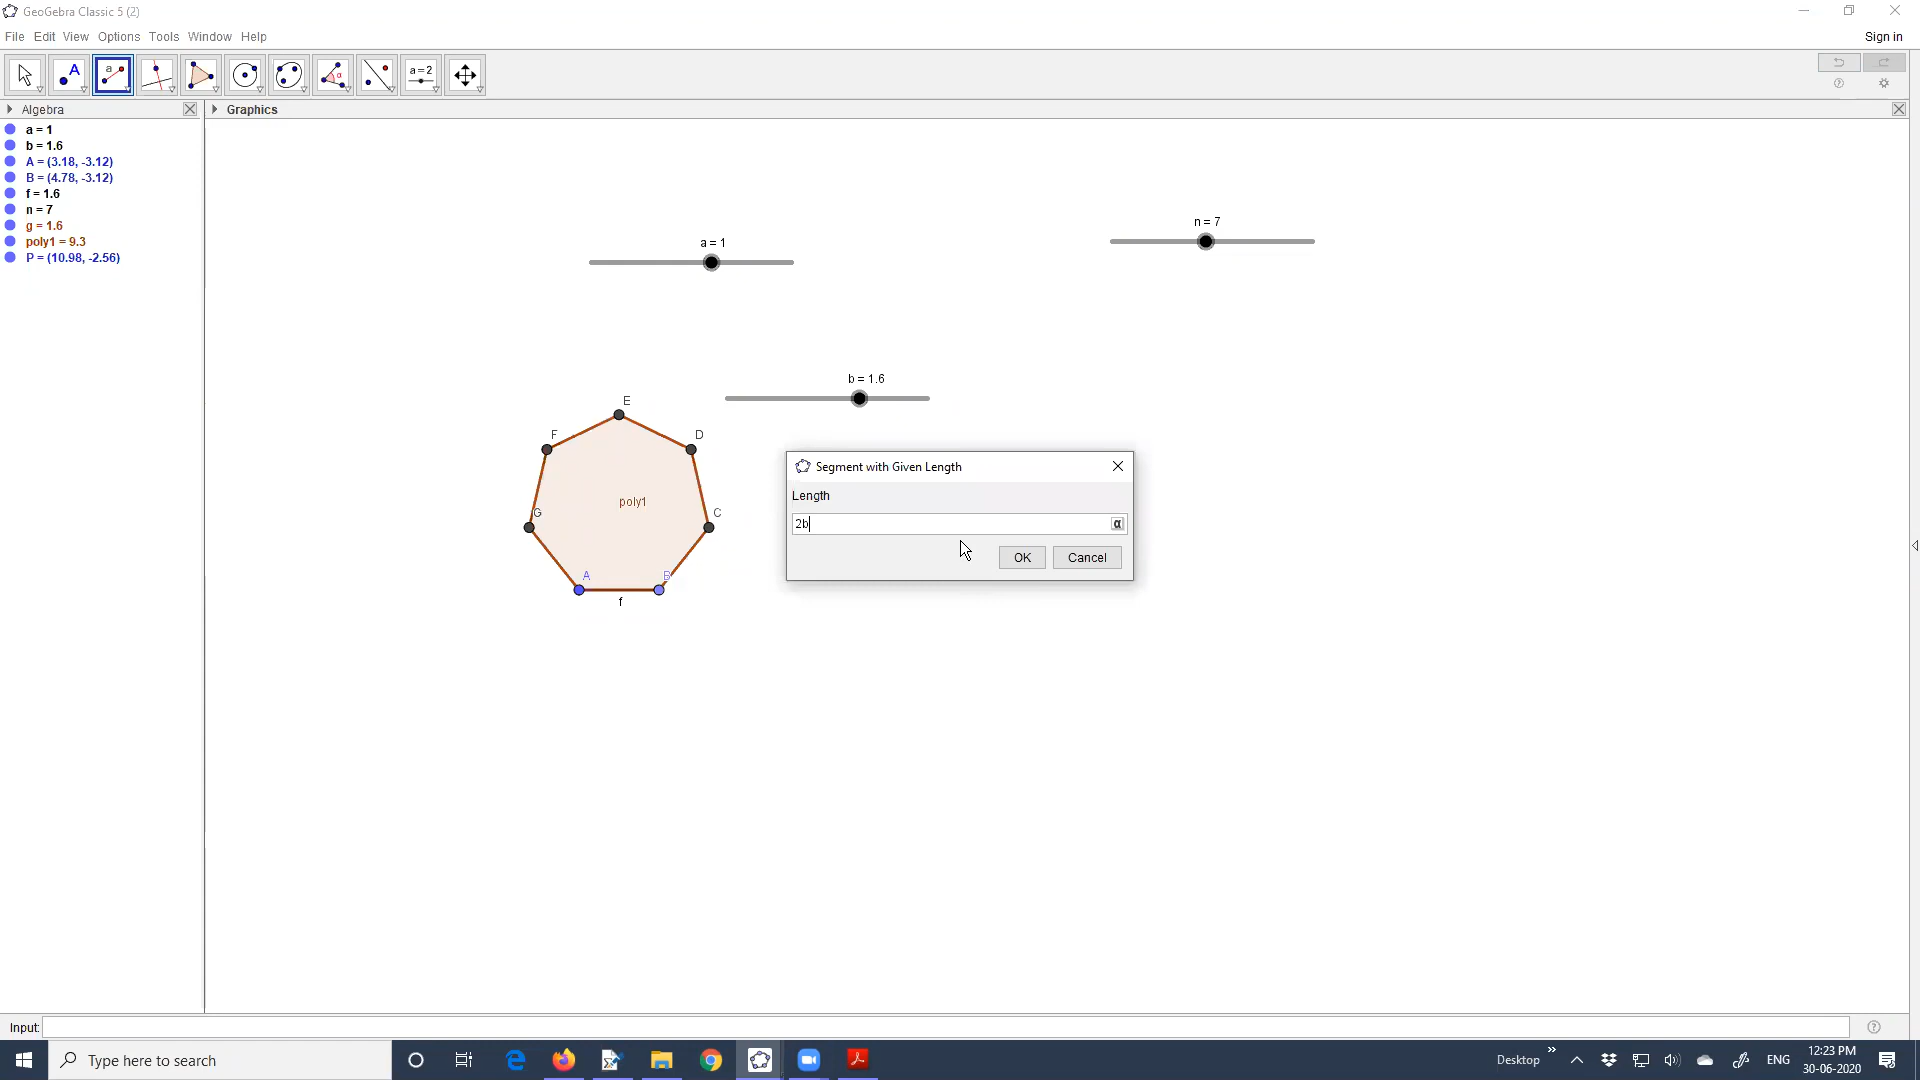 GeoGebra Classic 5 (2)
File Edit View Options Tools Window Help
Sign in
A
a
α
a=2
Algebra
Graphics
a = 1
b = 1.6
A = (3.18, -3.12)
B = (4.78, -3.12)
f = 1.6
n = 7
g = 1.6
poly1 = 9.3
P = (10.98, -2.56)
n = 7
a = 1
b = 1.6
E
F
D
Segment with Given Length
Length
poly1
G
C
2b
α
OK
Cancel
A
B
f
Input:
Type here to search
Desktop
ENG
12:23 PM
30-06-2020